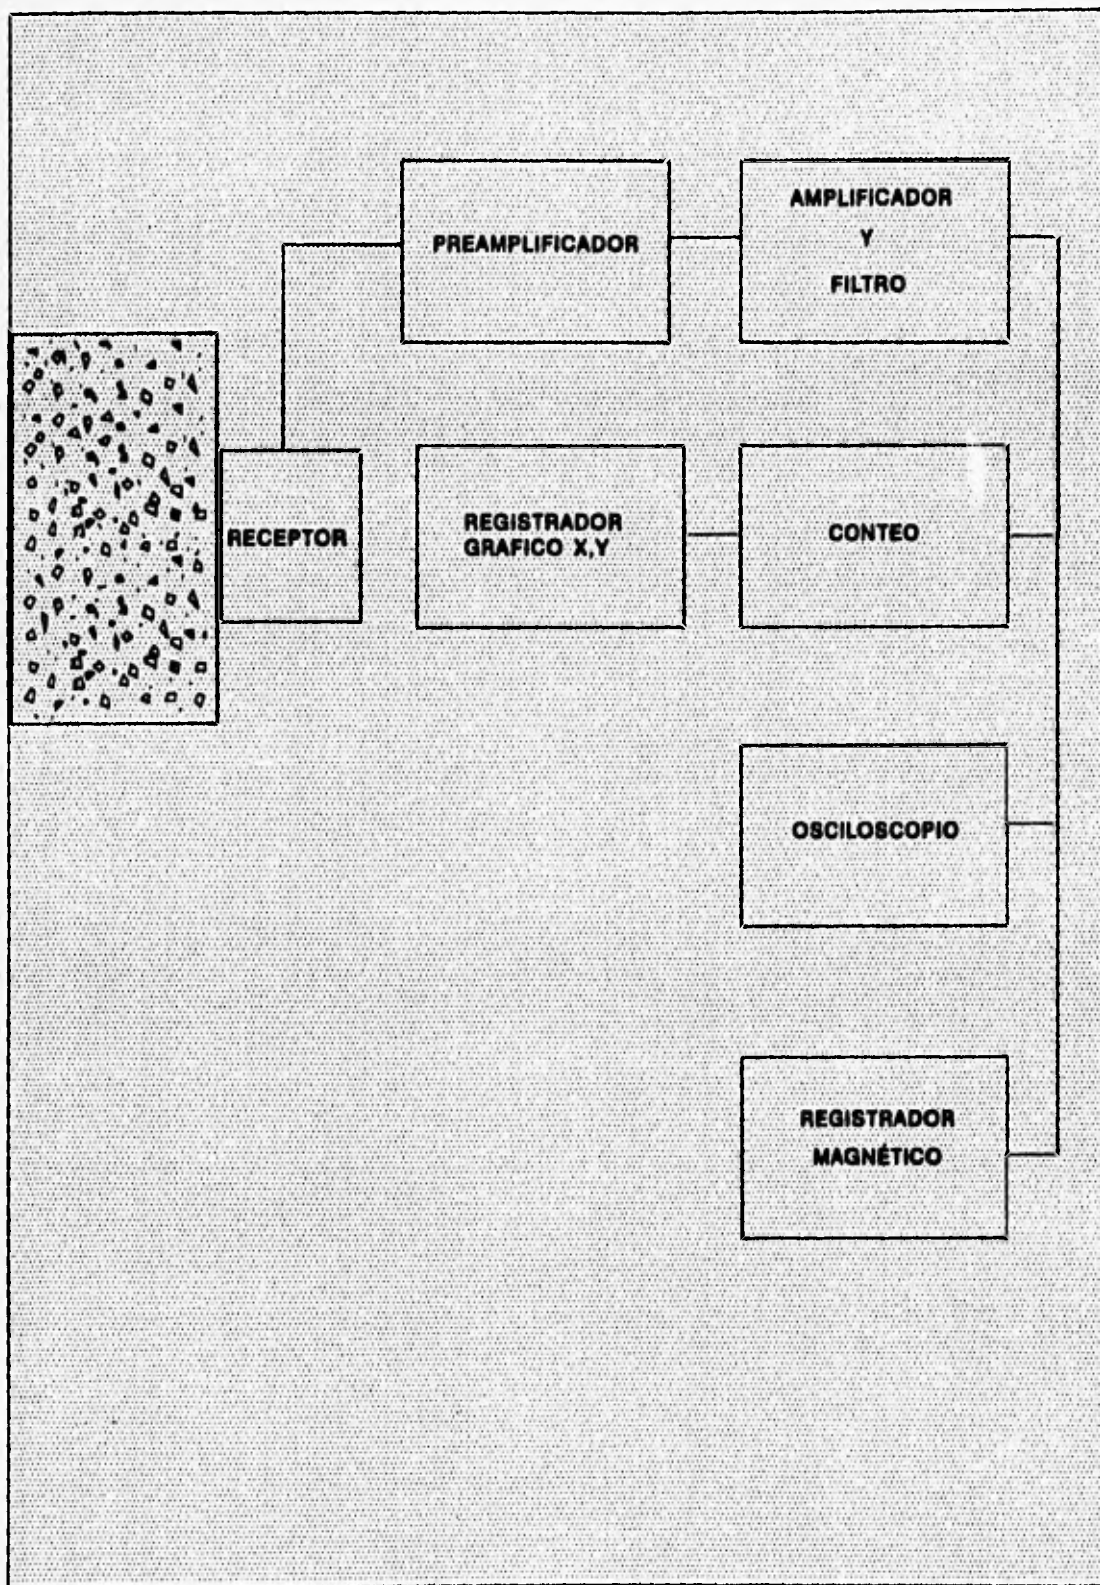 PREAMPLIFICADOR
AMPLIFICADOR
Y
FILTRO
RECEPTOR
REGISTRADOR
GRAFICO X,Y
CONTEO
OSCILOSCOPIO
REGISTRADOR
MAGNÉTICO